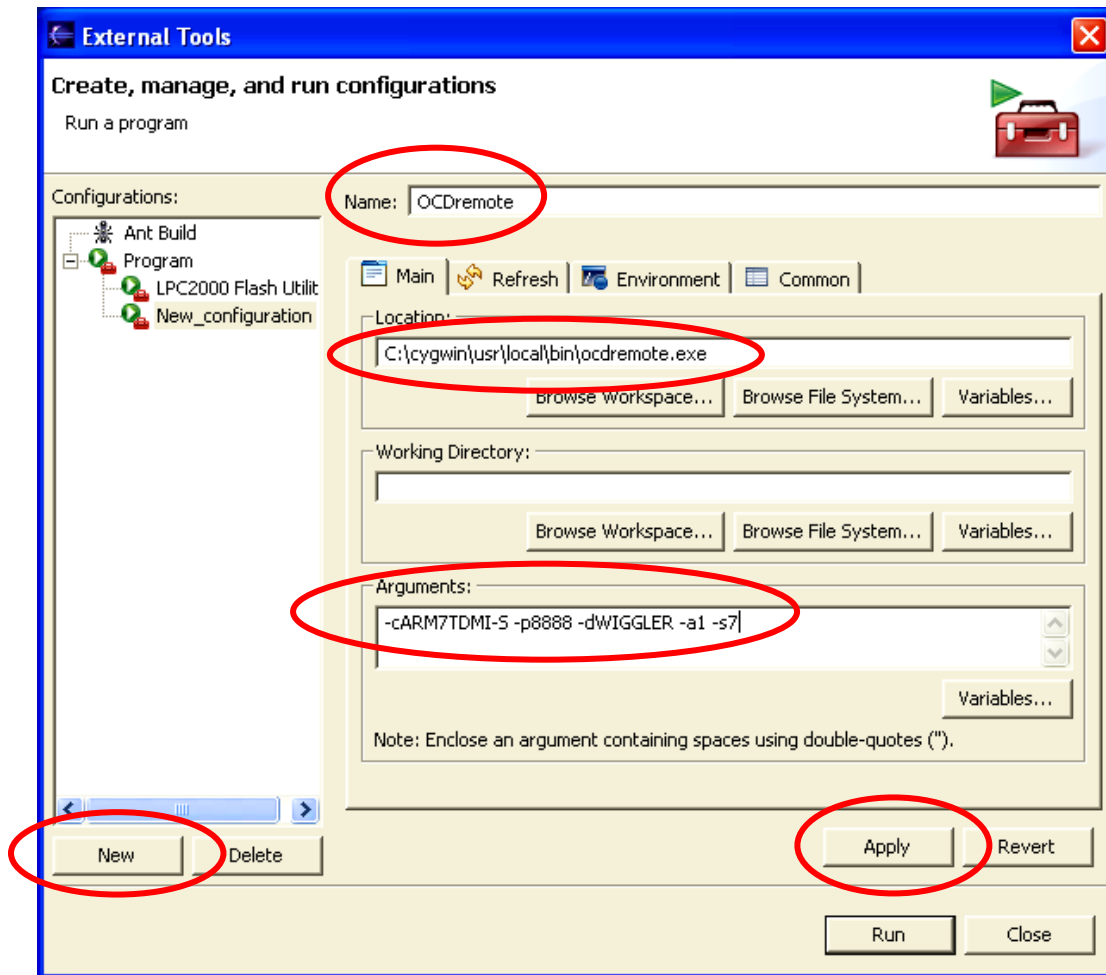 External Tools
Create, manage, and run configurations
Run a program
Configurations:
Ant Build
Program
LPC2000 Flash Utilit
New_configuration
New
Delete
Name: OCDremote
Main Refresh Environment Common
Location:
C:\cygwin\usr\local\bin\ocdremote.exe
Browse Workspace... Browse File System... Variables...
Working Directory:
Browse Workspace... Browse File System... Variables...
Arguments:
-cARM7TDMI-S -p8888 -dWIGGLER -a1 -s7
Variables...
Note: Enclose an argument containing spaces using double-quotes (").
Apply Revert
Run Close